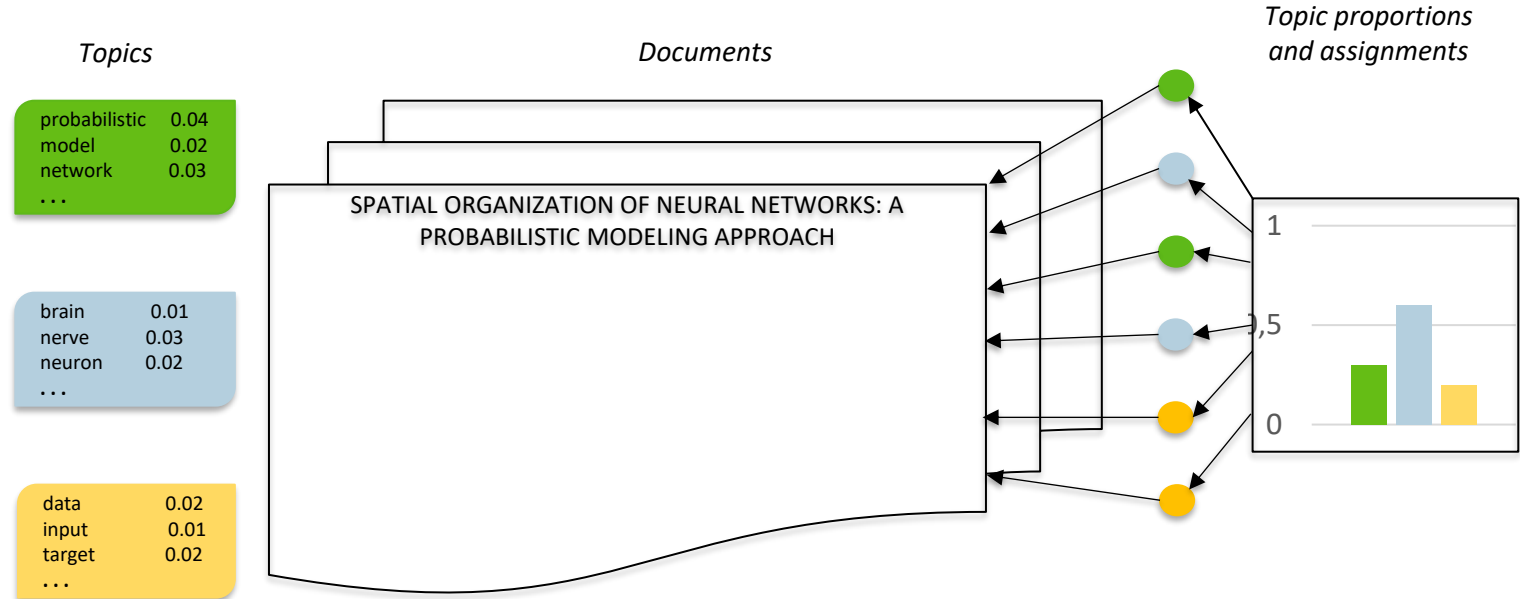 Topics
Documents
Topic proportions
and assignments
probabilistic 0.04
model 0.02
network 0.03
...
brain 0.01
nerve 0.03
neuron 0.02
...
data 0.02
input 0.01
target 0.02
...
SPATIAL ORGANIZATION OF NEURAL NETWORKS: A
PROBABILISTIC MODELING APPROACH
1
,5
0